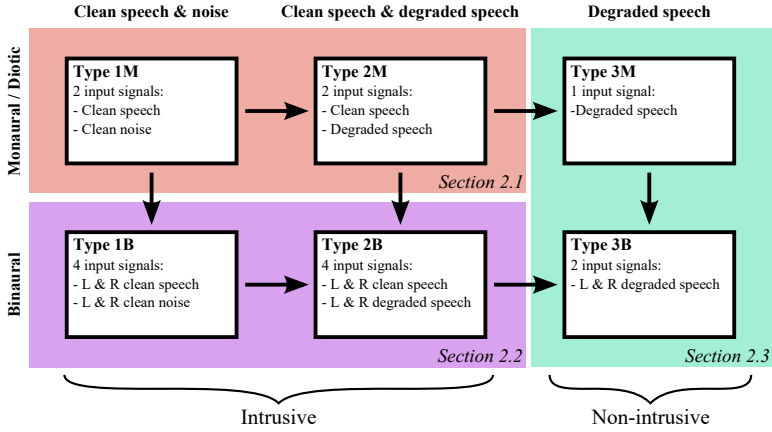 Clean speech & noise
Clean speech & degraded speech
Degraded speech
Monaural / Diotic
Type 1M
2 input signals:
- Clean speech
- Clean noise
Type 2M
2 input signals:
- Clean speech
- Degraded speech
Type 3M
1 input signal:
-Degraded speech
Section 2.1
Binaural
Type 1B
4 input signals:
- L & R clean speech
- L & R clean noise
Type 2B
4 input signals:
- L & R clean speech
- L & R degraded speech
Type 3B
2 input signals:
- L & R degraded speech
Section 2.2
Section 2.3
Intrusive
Non-intrusive